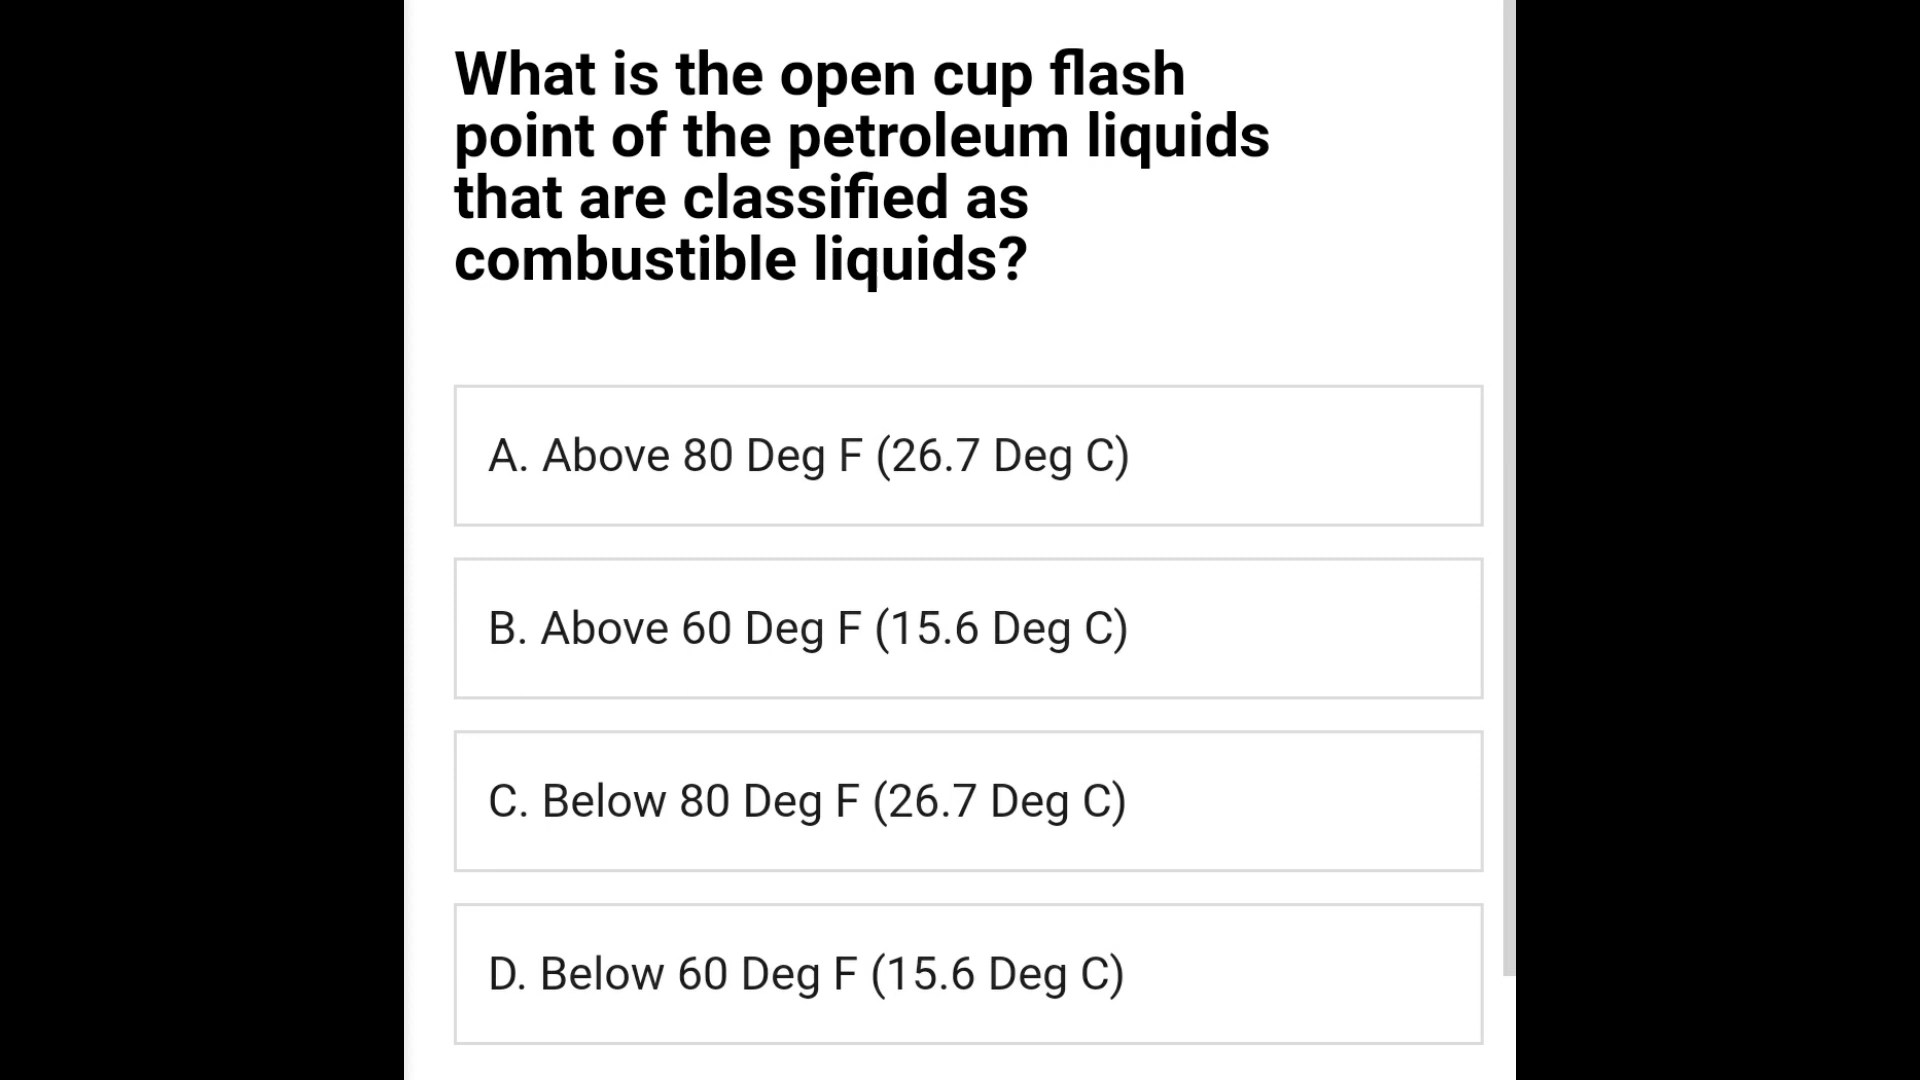 What is the open cup flash
point of the petroleum liquids
that are classified as
combustible liquids?
A. Above 80 Deg F (26.7 Deg C)
B. Above 60 Deg F (15.6 Deg C)
C. Below 80 Deg F (26.7 Deg C)
D. Below 60 Deg F (15.6 Deg C)